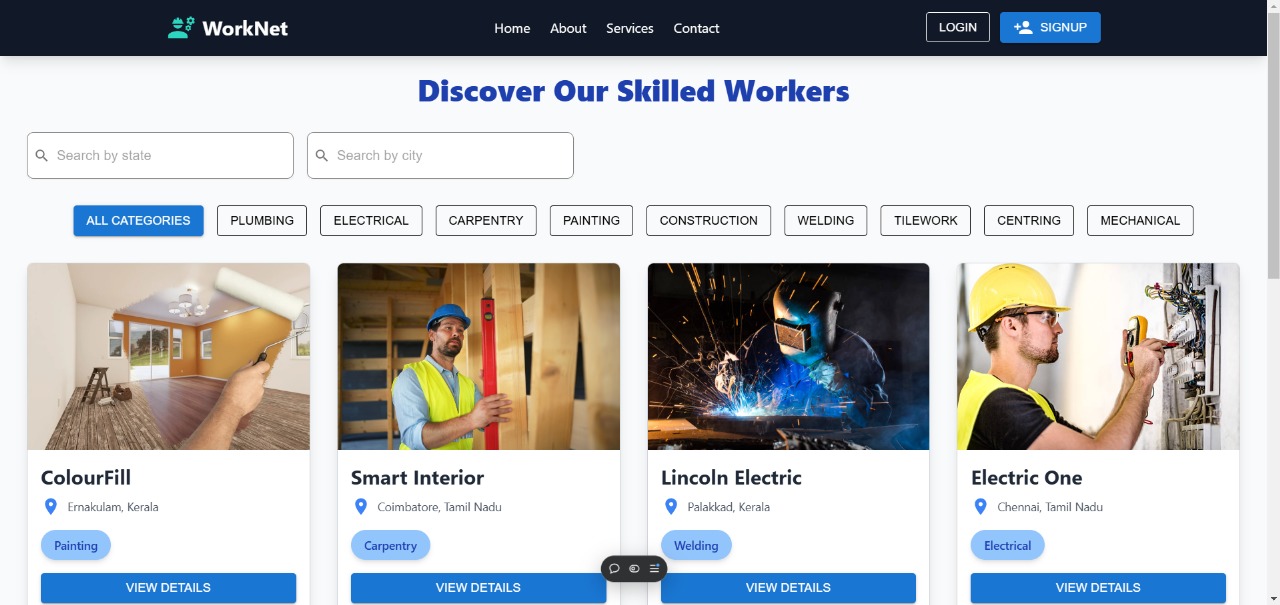 WorkNet
Home About Services Contact
LOGIN
SIGNUP
Discover Our Skilled Workers
Search by state
Search by city
ALL CATEGORIES PLUMBING ELECTRICAL CARPENTRY PAINTING CONSTRUCTION WELDING TILEWORK CENTRING MECHANICAL
ColourFill
Ernakulam, Kerala
Painting
VIEW DETAILS
Smart Interior
Coimbatore, Tamil Nadu
Carpentry
VIEW DETAILS
Lincoln Electric
Palakkad, Kerala
Welding
VIEW DETAILS
Electric One
Chennai, Tamil Nadu
Electrical
VIEW DETAILS